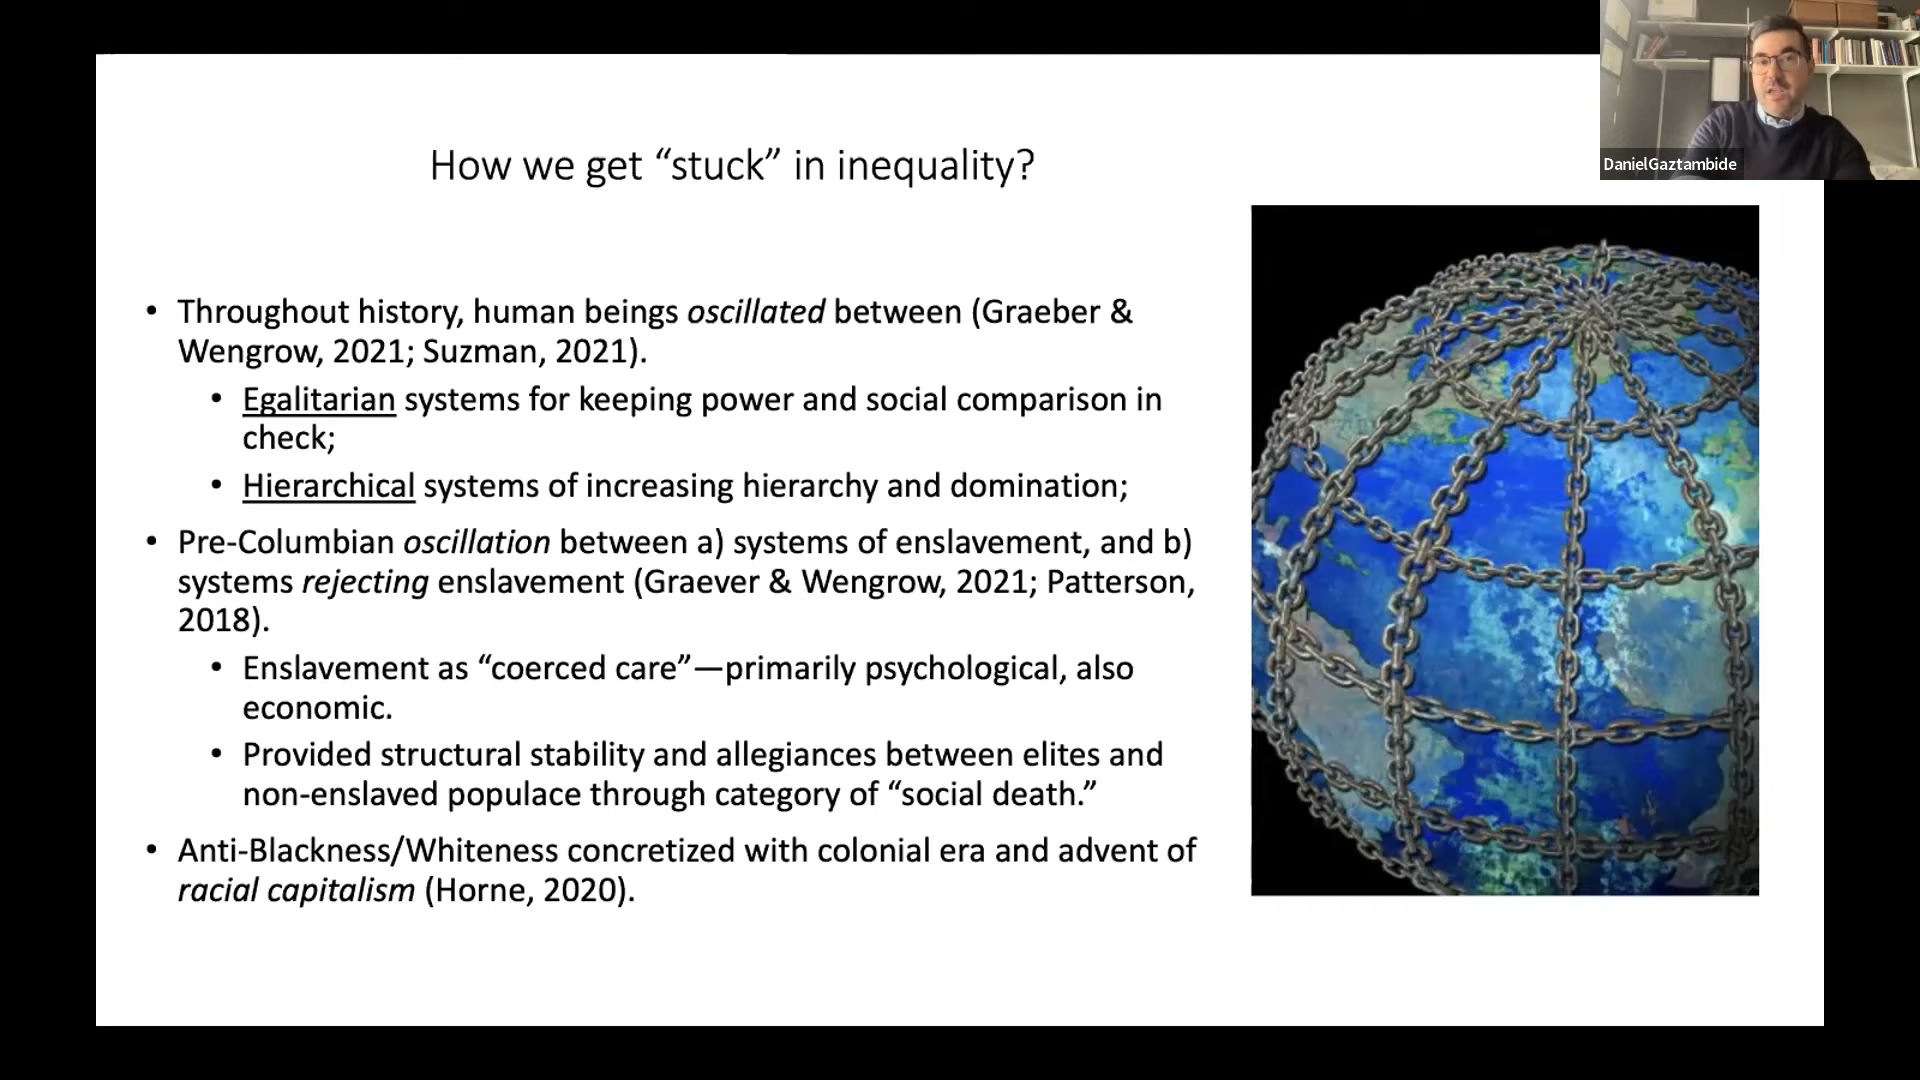 How we get “stuck” in inequality?
• Throughout history, human beings oscillated between (Graeber &
Wengrow, 2021; Suzman, 2021).
• Egalitarian systems for keeping power and social comparison in
check;
• Hierarchical systems of increasing hierarchy and domination;
• Pre-Columbian oscillation between a) systems of enslavement, and b)
systems rejecting enslavement (Graever & Wengrow, 2021; Patterson,
2018).
• Enslavement as “coerced care”—primarily psychological, also
economic.
• Provided structural stability and allegiances between elites and
non-enslaved populace through category of “social death.”
• Anti-Blackness/Whiteness concretized with colonial era and advent of
racial capitalism (Horne, 2020).
DanielGaztambide